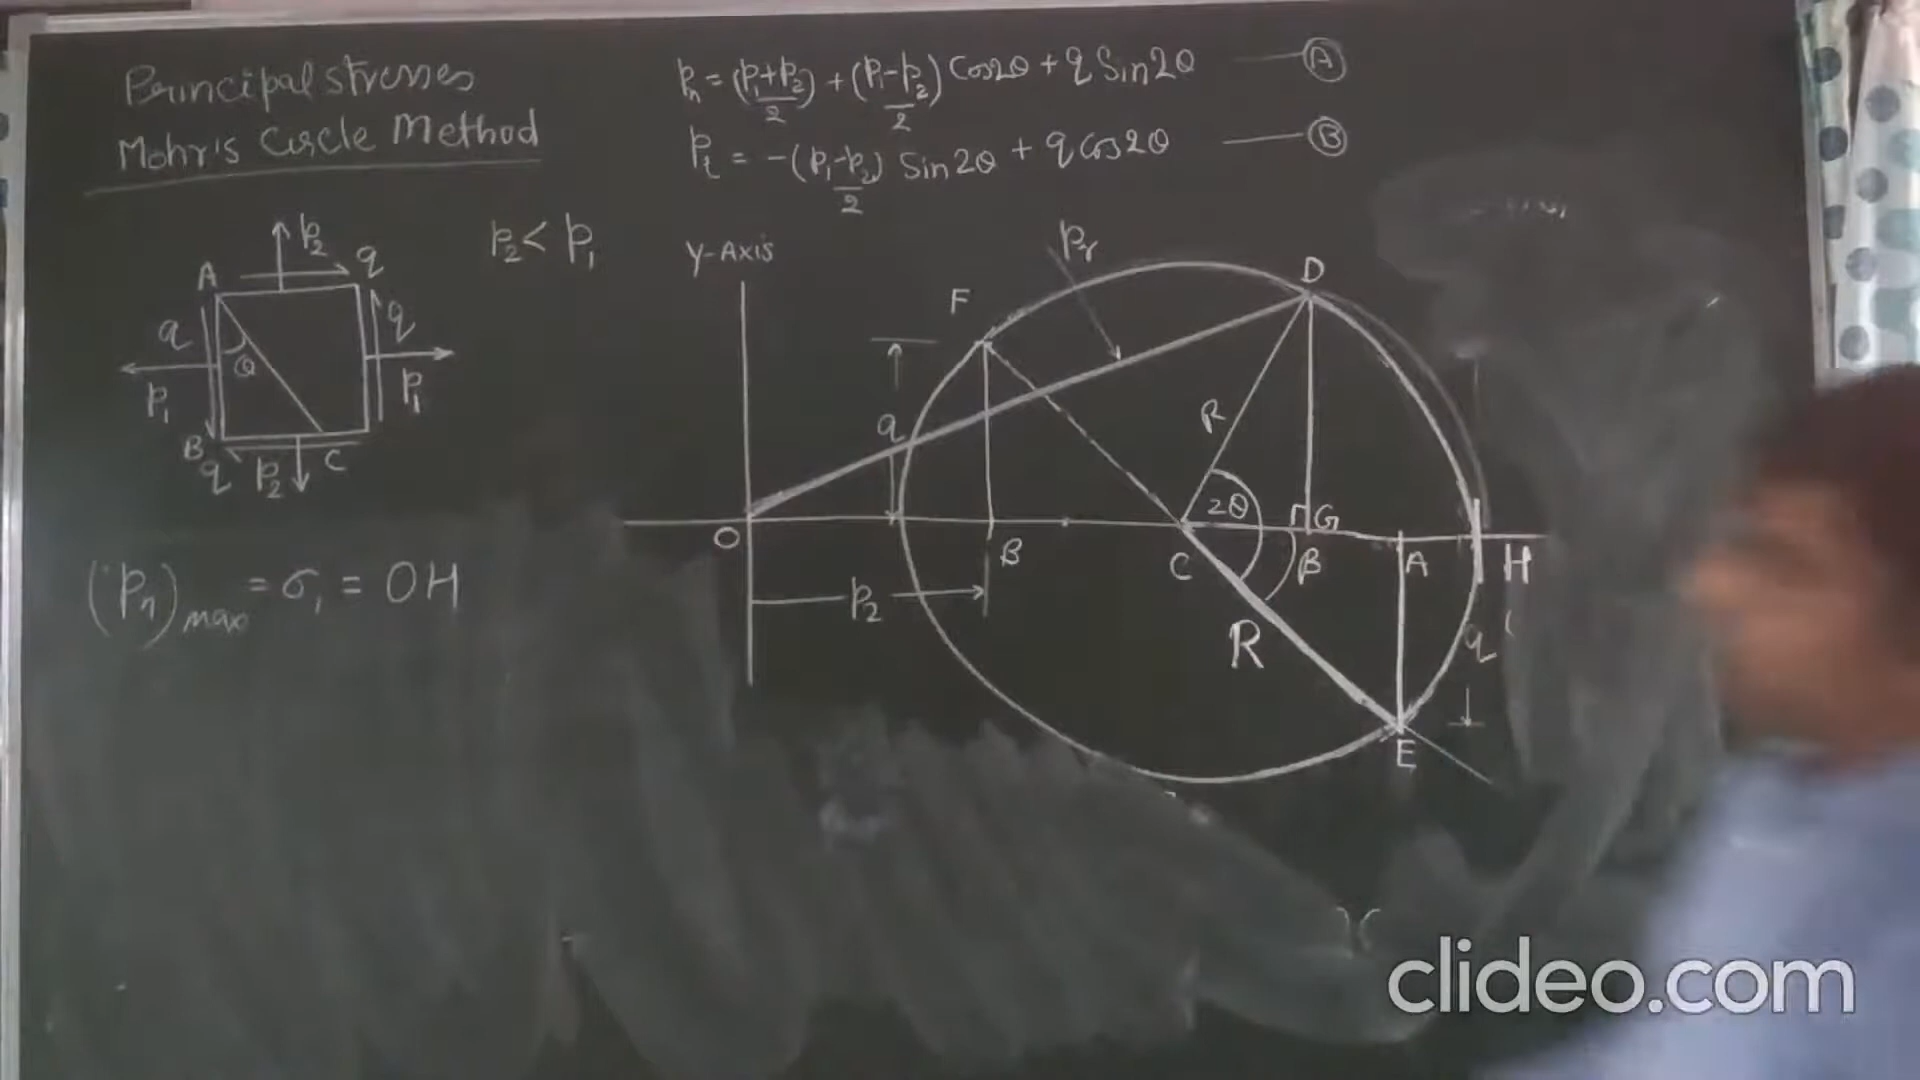 Principal stresses
Mohr's Circle Method
pₙ = (p₁+p₂)/2 + (p₁-p₂)/2 Cos2θ + q Sin2θ — Ⓐ
pₜ = -(p₁-p₂)/2 Sin2θ + q cos2θ — Ⓑ
p₂ < p₁
A
p₂
q
q
q
θ
p₁
p₁
B
q
p₂
C
Y-Axis
pᵣ
D
F
q
R
2θ
G
O
B
C
β
A
H
p₂
R
q
E
(pₙ)max = σ₁ = OH
clideo.com